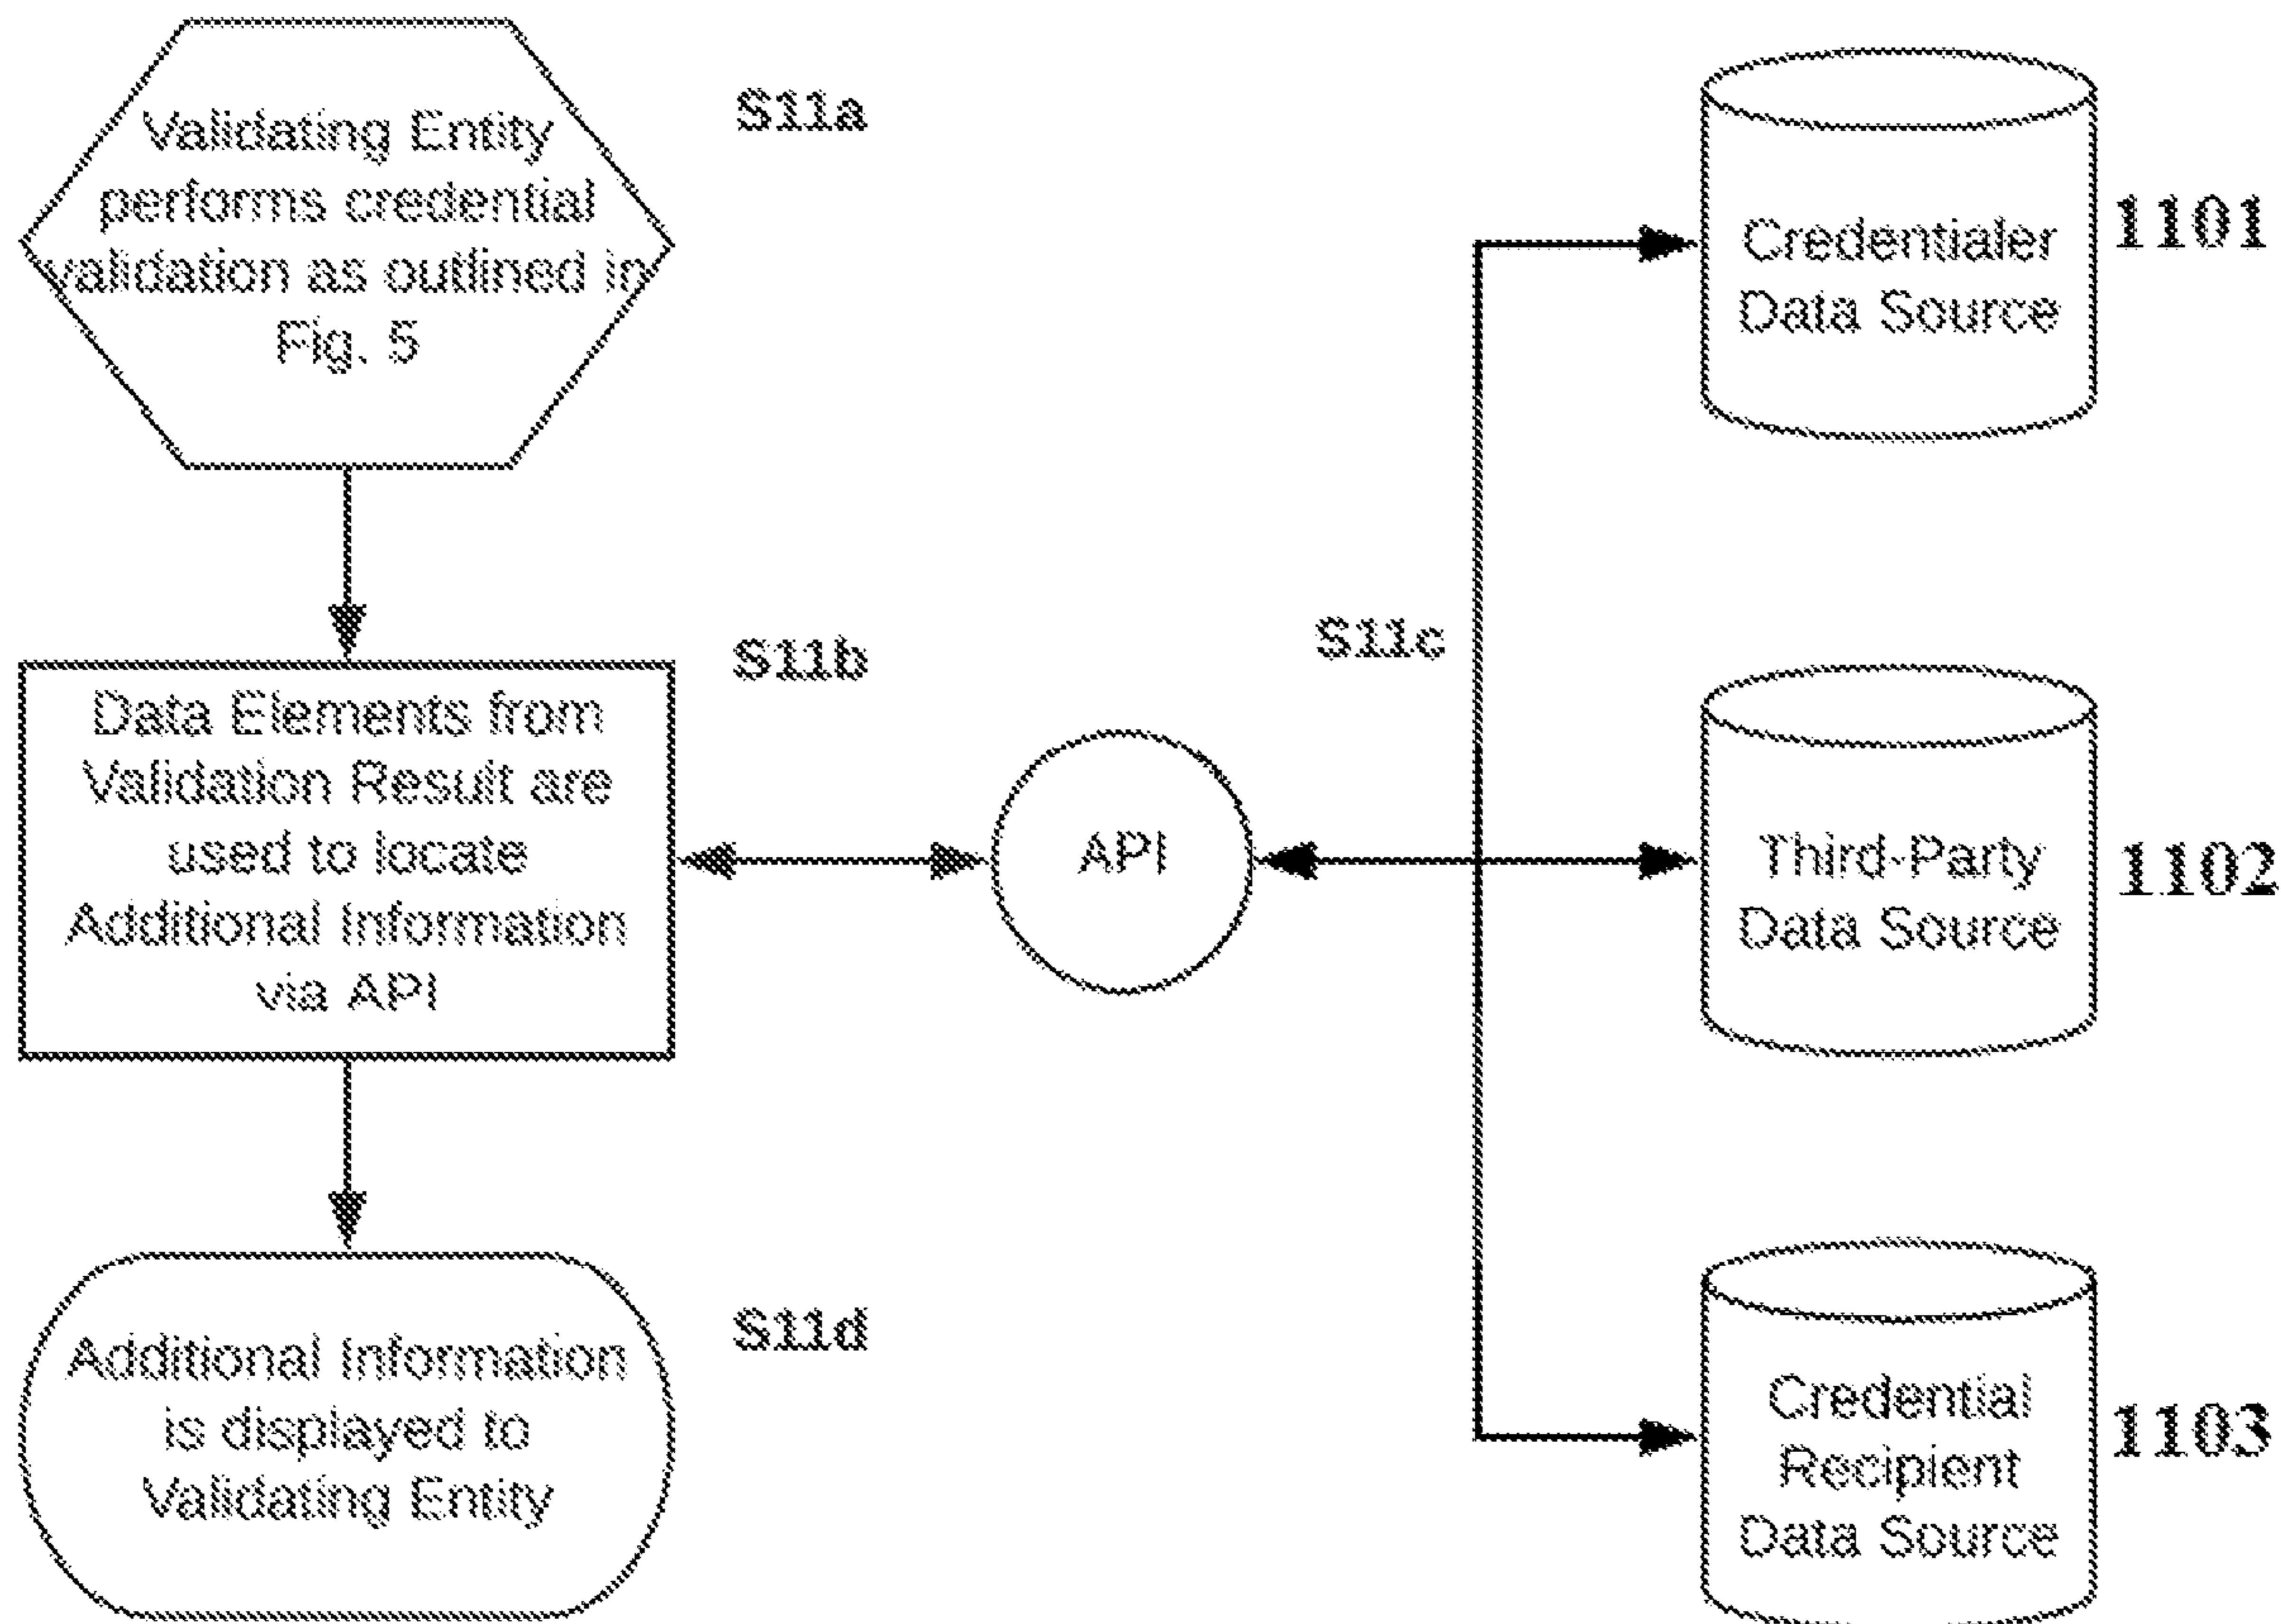 Validating Entity
performs credential
validation as outlined in
Fig. 5
S11a
Data Elements from
Validation Result are
used to locate
Additional Information
via API
S11b
API
S11c
Credentialer
Data Source
1101
Third-Party
Data Source
1102
Credential
Recipient
Data Source
1103
Additional Information
is displayed to
Validating Entity
S11d